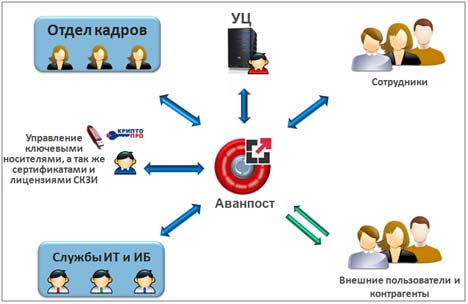 Отдел кадров
УЦ
Сотрудники
Управление
ключевыми
носителями, а так же
сертификатами и
лицензиями СКЗИ
КРИПТО
ПРО
Аванпост
Службы ИТ и ИБ
Внешние пользователи и
контрагенты